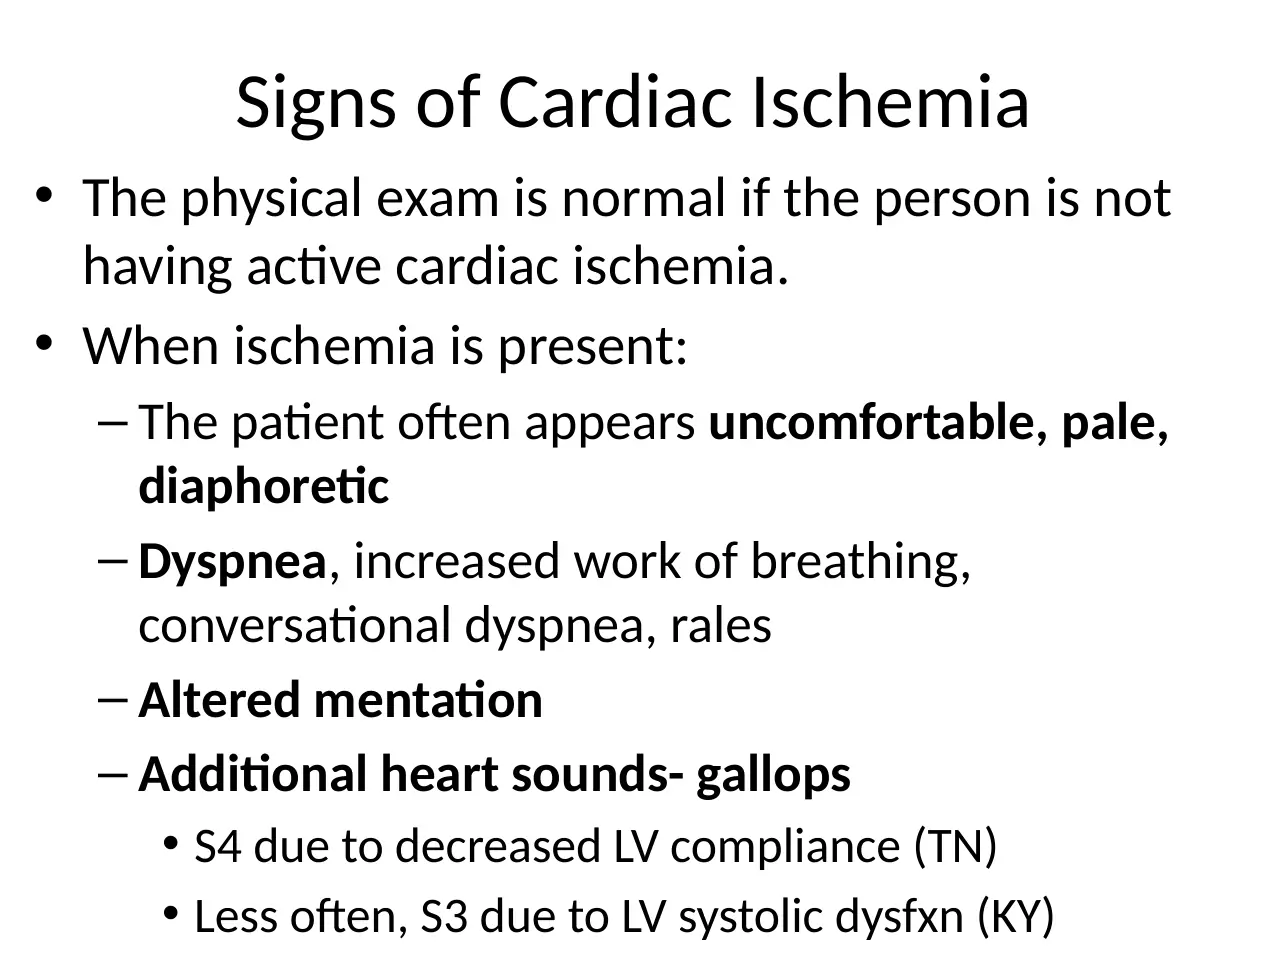 Signs of Cardiac Ischemia
• The physical exam is normal if the person is not
having active cardiac ischemia.
• When ischemia is present:
– The patient often appears uncomfortable, pale,
diaphoretic
– Dyspnea, increased work of breathing,
conversational dyspnea, rales
– Altered mentation
– Additional heart sounds- gallops
• S4 due to decreased LV compliance (TN)
• Less often, S3 due to LV systolic dysfxn (KY)